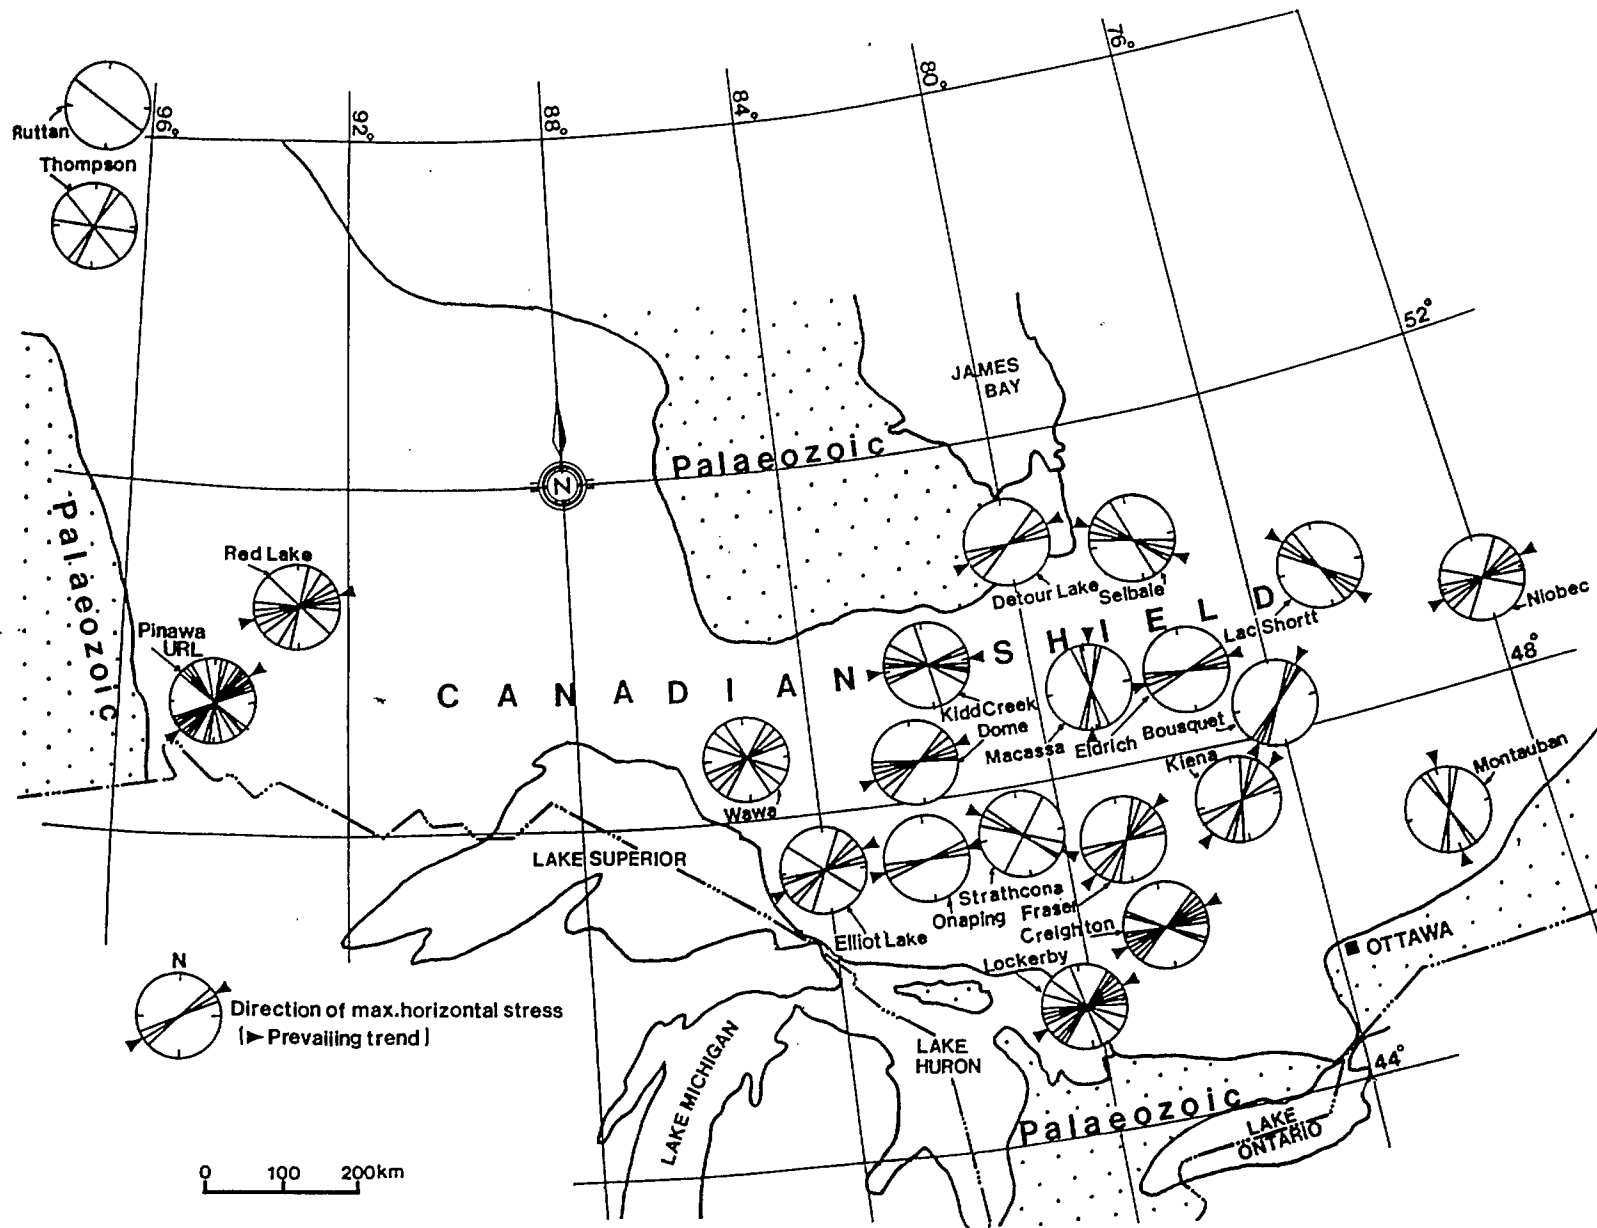 76°
80°
84°
88°
92°
96°
Ruttan
Thompson
52°
JAMES
BAY
Palaeozoic
N
Palaeozoic
Red Lake
Pinawa
URL
Detour Lake
Selbaie
Niobec
Lac Shortt
48°
CANADIAN SHIELD
Kidd Creek
Dome
Macassa
Eldrich
Bousquet
Kiena
Montauban
Wawa
LAKE SUPERIOR
Strathcona
Onaping
Fraser
Creighton
Elliot Lake
Lockerby
OTTAWA
N
Direction of max. horizontal stress
(►Prevailing trend)
LAKE MICHIGAN
LAKE
HURON
44°
Palaeozoic
LAKE
ONTARIO
0 100 200km